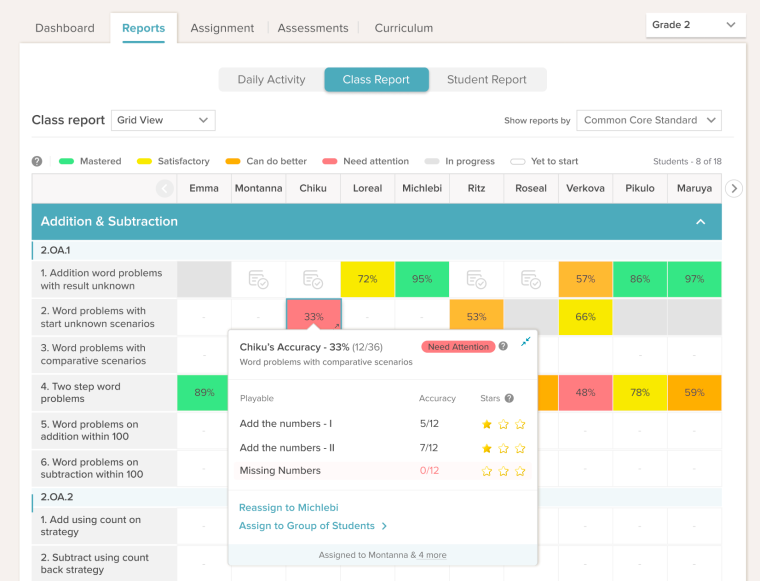 Dashboard Reports Assignment Assessments Curriculum Grade 2
Daily Activity Class Report Student Report
Class report Grid View Show reports by Common Core Standard
? Mastered Satisfactory Can do better Need attention In progress Yet to start Students - 8 of 18
Emma Montanna Chiku Loreal Michlebi Ritz Roseal Verkova Pikulo Maruya
Addition & Subtraction
2.OA.1
1. Addition word problems
with result unknown
72% 95% 57% 86% 97%
2. Word problems with
start unknown scenarios
- - 33% - - 53% 66%
3. Word problems with
comparative scenarios
- - -
4. Two step word
problems
89% 48% 78% 59%
5. Word problems on
addition within 100
- - - -
6. Word problems on
subtraction within 100
- - - -
2.OA.2
1. Add using count on
strategy
- - - -
2. Subtract using count
back strategy
- - - -
Chiku's Accuracy - 33% (12/36) Need Attention ?
Word problems with comparative scenarios
Playable Accuracy Stars ?
Add the numbers - I 5/12
Add the numbers - II 7/12
Missing Numbers 0/12
Reassign to Michlebi
Assign to Group of Students
Assigned to Montanna & 4 more